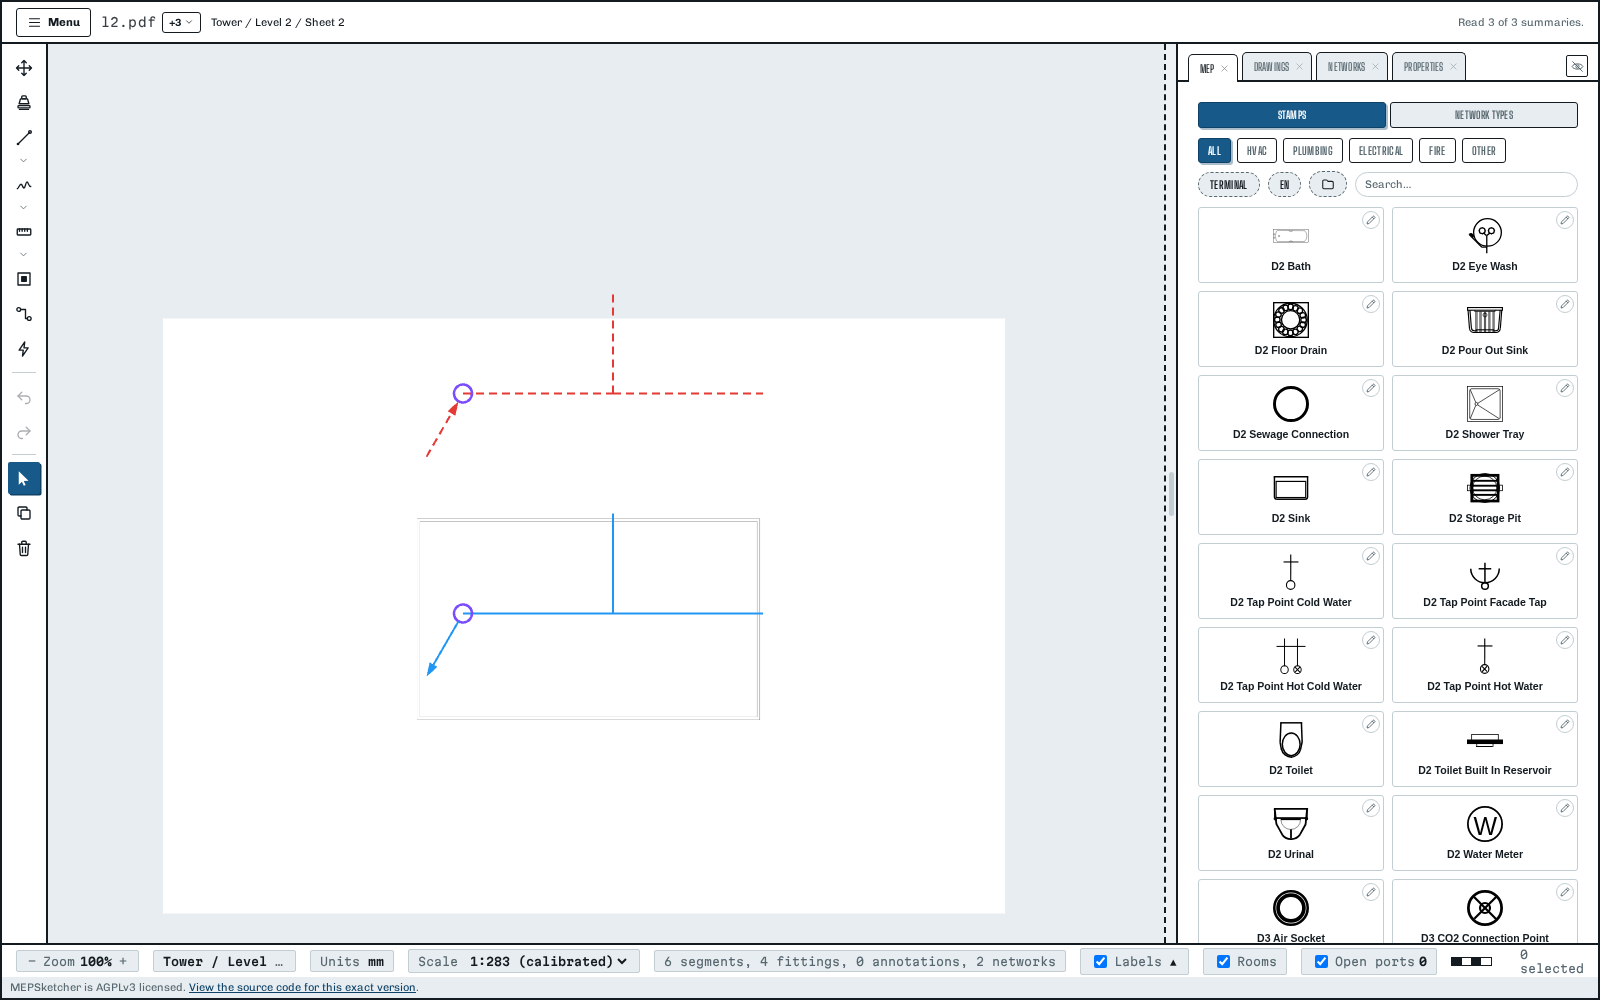 Menu
12.pdf
+3
Tower / Level 2 / Sheet 2
Read 3 of 3 summaries.
MEP
DRAWINGS
NETWORKS
PROPERTIES
STAMPS
NETWORK TYPES
ALL
HVAC
PLUMBING
ELECTRICAL
FIRE
OTHER
TERMINAL
EN
Search...
D2 Bath
D2 Eye Wash
D2 Floor Drain
D2 Pour Out Sink
D2 Sewage Connection
D2 Shower Tray
D2 Sink
D2 Storage Pit
D2 Tap Point Cold Water
D2 Tap Point Facade Tap
D2 Tap Point Hot Cold Water
D2 Tap Point Hot Water
D2 Toilet
D2 Toilet Built In Reservoir
D2 Urinal
W
D2 Water Meter
D3 Air Socket
D3 CO2 Connection Point
− Zoom 100% +
Tower / Level …
Units mm
Scale 1:283 (calibrated)
6 segments, 4 fittings, 0 annotations, 2 networks
Labels ▲
Rooms
Open ports 0
0 selected
MEPSketcher is AGPLv3 licensed. View the source code for this exact version.